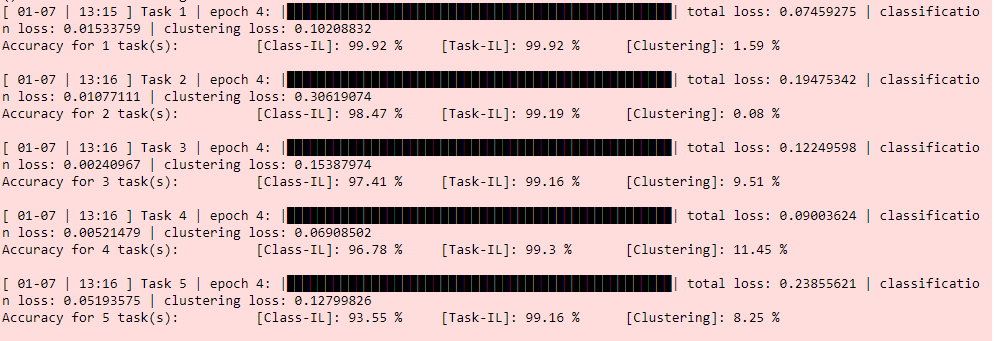 [ 01-07 | 13:15 ] Task 1 | epoch 4: || total loss: 0.07459275 | classificatio
n loss: 0.01533759 | clustering loss: 0.10208832
Accuracy for 1 task(s): [Class-IL]: 99.92 % [Task-IL]: 99.92 % [Clustering]: 1.59 %
[ 01-07 | 13:16 ] Task 2 | epoch 4: || total loss: 0.19475342 | classificatio
n loss: 0.01077111 | clustering loss: 0.30619074
Accuracy for 2 task(s): [Class-IL]: 98.47 % [Task-IL]: 99.19 % [Clustering]: 0.08 %
[ 01-07 | 13:16 ] Task 3 | epoch 4: || total loss: 0.12249598 | classificatio
n loss: 0.00240967 | clustering loss: 0.15387974
Accuracy for 3 task(s): [Class-IL]: 97.41 % [Task-IL]: 99.16 % [Clustering]: 9.51 %
[ 01-07 | 13:16 ] Task 4 | epoch 4: || total loss: 0.09003624 | classificatio
n loss: 0.00521479 | clustering loss: 0.06908502
Accuracy for 4 task(s): [Class-IL]: 96.78 % [Task-IL]: 99.3 % [Clustering]: 11.45 %
[ 01-07 | 13:16 ] Task 5 | epoch 4: || total loss: 0.23855621 | classificatio
n loss: 0.05193575 | clustering loss: 0.12799826
Accuracy for 5 task(s): [Class-IL]: 93.55 % [Task-IL]: 99.16 % [Clustering]: 8.25 %